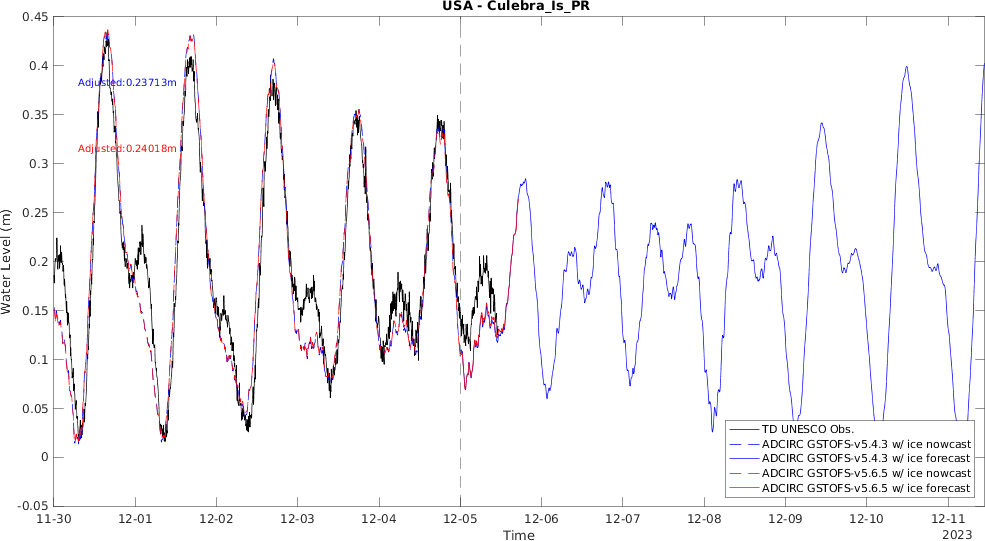 USA - Culebra_Is_PR
0.45
0.4
0.35
0.3
0.25
0.2
0.15
0.1
0.05
0
-0.05
Water Level (m)
Adjusted:0.23713m
Adjusted:0.24018m
TD UNESCO Obs.
ADCIRC GSTOFS-v5.4.3 w/ ice nowcast
ADCIRC GSTOFS-v5.4.3 w/ ice forecast
ADCIRC GSTOFS-v5.6.5 w/ ice nowcast
ADCIRC GSTOFS-v5.6.5 w/ ice forecast
11-30 12-01 12-02 12-03 12-04 12-05 12-06 12-07 12-08 12-09 12-10 12-11
Time
2023